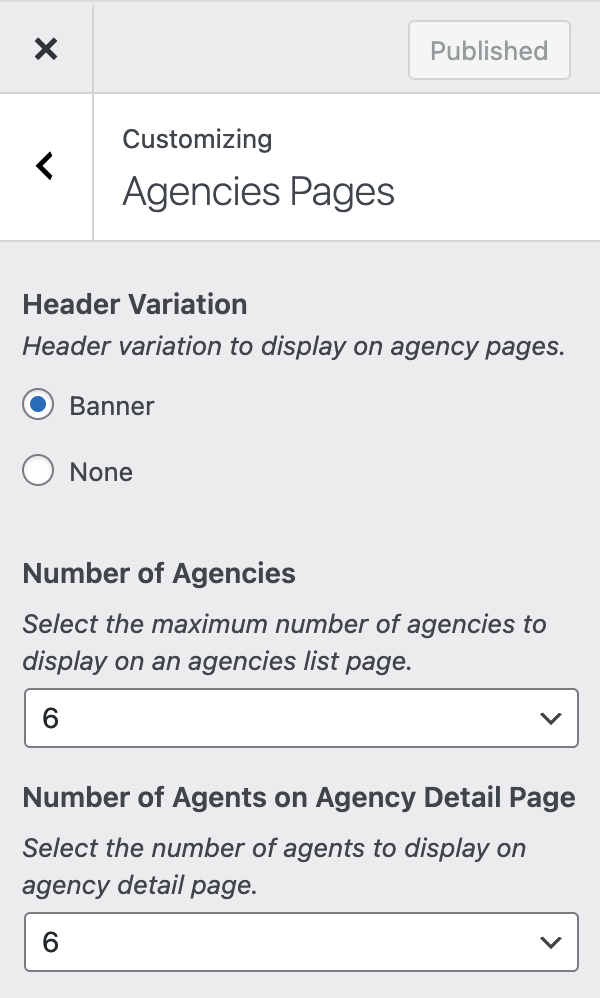 Published
Customizing
Agencies Pages
Header Variation
Header variation to display on agency pages.
Banner
None
Number of Agencies
Select the maximum number of agencies to
display on an agencies list page.
6
Number of Agents on Agency Detail Page
Select the number of agents to display on
agency detail page.
6